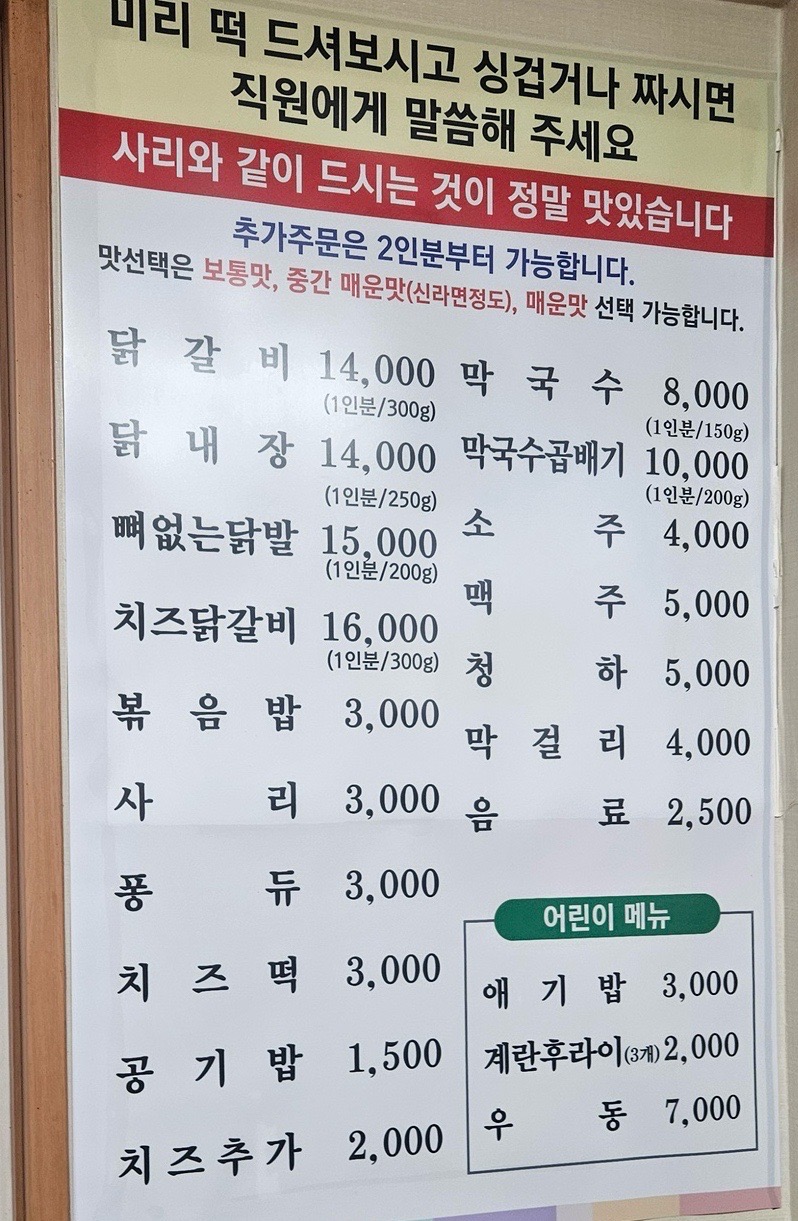 미리 떡 드셔보시고 싱겁거나 짜시면
직원에게 말씀해 주세요
사리와 같이 드시는 것이 정말 맛있습니다
추가주문은 2인분부터 가능합니다.
맛선택은 보통맛, 중간 매운맛(신라면정도), 매운맛 선택 가능합니다.
닭갈비 14,000
(1인분/300g)
닭내장 14,000
(1인분/250g)
뼈없는닭발 15,000
(1인분/200g)
치즈닭갈비 16,000
(1인분/300g)
볶음밥 3,000
사리 3,000
퐁듀 3,000
치즈떡 3,000
공기밥 1,500
치즈추가 2,000
막국수 8,000
(1인분/150g)
막국수곱배기 10,000
(1인분/200g)
소주 4,000
맥주 5,000
청하 5,000
막걸리 4,000
음료 2,500
어린이 메뉴
애기밥 3,000
계란후라이(3개) 2,000
우동 7,000